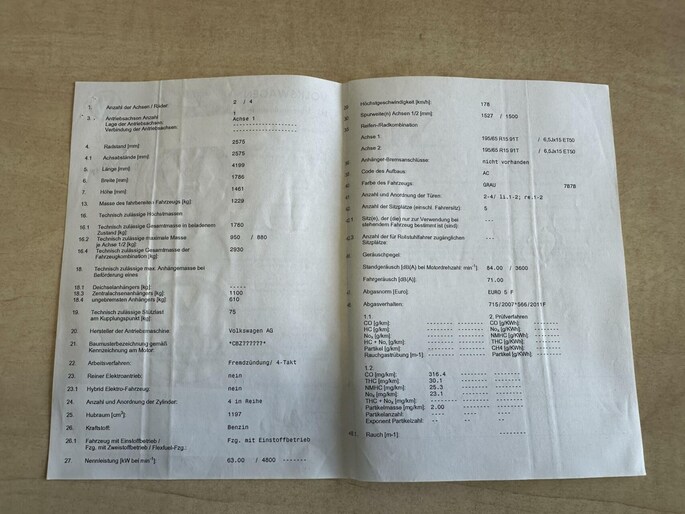 1. Anzahl der Achsen / Räder: 2 / 4
3. Antriebsachsen Anzahl 1
Lage der Antriebsachsen: Achse 1
Verbindung der Antriebsachsen: --------------------
4. Radstand [mm] 2575
4.1 Achsabstände [mm] 2575
5. Länge [mm] 4199
6. Breite [mm] 1786
7. Höhe [mm] 1461
13. Masse des fahrbereiten Fahrzeugs [kg]: 1229
16. Technisch zulässige Höchstmassen
16.1 Technisch zulässige Gesamtmasse in beladenem
Zustand [kg] 1780
16.2 Technisch zulässige maximale Masse
je Achse 1/2 [kg] 950 / 880
16.4 Technisch zulässige Gesamtmasse der
Fahrzeugkombination [kg] 2930
18. Technisch zulässige max. Anhängemasse bei
Beförderung eines
18.1 Deichselanhängers [kg]: -----
18.3 Zentralachsenanhängers [kg]: 1100
18.4 ungebremsten Anhängers [kg] 610
19. Technisch zulässige Stützlast
am Kupplungspunkt [kg]: 75
20. Hersteller der Antriebsmaschine Volkswagen AG
21. Baumusterbezeichnung gemäß
Kennzeichnung am Motor: *CBZ??????*
22. Arbeitsverfahren: Fremdzündung/ 4-Takt
23. Reiner Elektroantrieb: nein
23.1 Hybrid Elektro-Fahrzeug: nein
24. Anzahl und Anordnung der Zylinder: 4 in Reihe
25. Hubraum [cm³] 1197
26. Kraftstoff: Benzin
26.1 Fahrzeug mit Einstoffbetrieb / Fzg. mit Einstoffbetrieb
Fzg. mit Zweistoffbetrieb / Flexfuel-Fzg.:
27. Nennleistung [kW bei min⁻¹] 63.00 / 4800 -------
Höchstgeschwindigkeit [km/h]: 178
Spurweite(n) Achsen 1/2 [mm] 1527 / 1500
Reifen-/Radkombination
Achse 1: 195/65 R15 91T / 6,5Jx15 ET50
Achse 2: 195/65 R15 91T / 6,5Jx15 ET50
Anhänger-Bremsanschlüsse: nicht vorhanden
Code des Aufbaus: AC
Farbe des Fahrzeugs: GRAU 7878
Anzahl und Anordnung der Türen: 2-4/ li.1-2; re.1-2
Anzahl der Sitzplätze (einschl. Fahrersitz): 5
Sitz(e), der (die) nur zur Verwendung bei ---
stehendem Fahrzeug bestimmt ist (sind):
Anzahl der für Rollstuhlfahrer zugänglichen ---
Sitzplätze:
Geräuschpegel:
Standgeräusch [dB(A) bei Motordrehzahl: min⁻¹] 84.00 / 3600
Fahrgeräusch [dB(A)]: 71.00
Abgasnorm [Euro]: EURO 5 F
Abgasverhalten: 715/2007*566/2011F
1.1. 2. Prüfverfahren
CO [g/km]: ------- ------- CO [g/KWh]: -------
HC [g/km]: ------- ------- Noₓ [g/KWh]: -------
Noₓ [g/km]: ------- ------- NMHC [g/KWh]: -------
HC + Noₓ [g/km]: ------- ------- THC [g/KWh]: -------
Partikel [g/km]: ------- ------- CH4 [g/KWh]: -------
Rauchgastrübung [m-1]: ------- Partikel [g/KWh]: -------
1.2.
CO [mg/km]: 316.4 ------- -------
THC [mg/km]: 30.1 ------- -------
NMHC [mg/km]: 25.3 ------- -------
Noₓ [mg/km]: 23.1 ------- -------
THC + Noₓ [mg/km]: ------- ------- -------
Partikelmasse [mg/km]: 2.00 ------- -------
Partikelanzahl: ---- ------- -------
Exponent Partikelzahl: -- ------- -------
Rauch [m-1]: -------